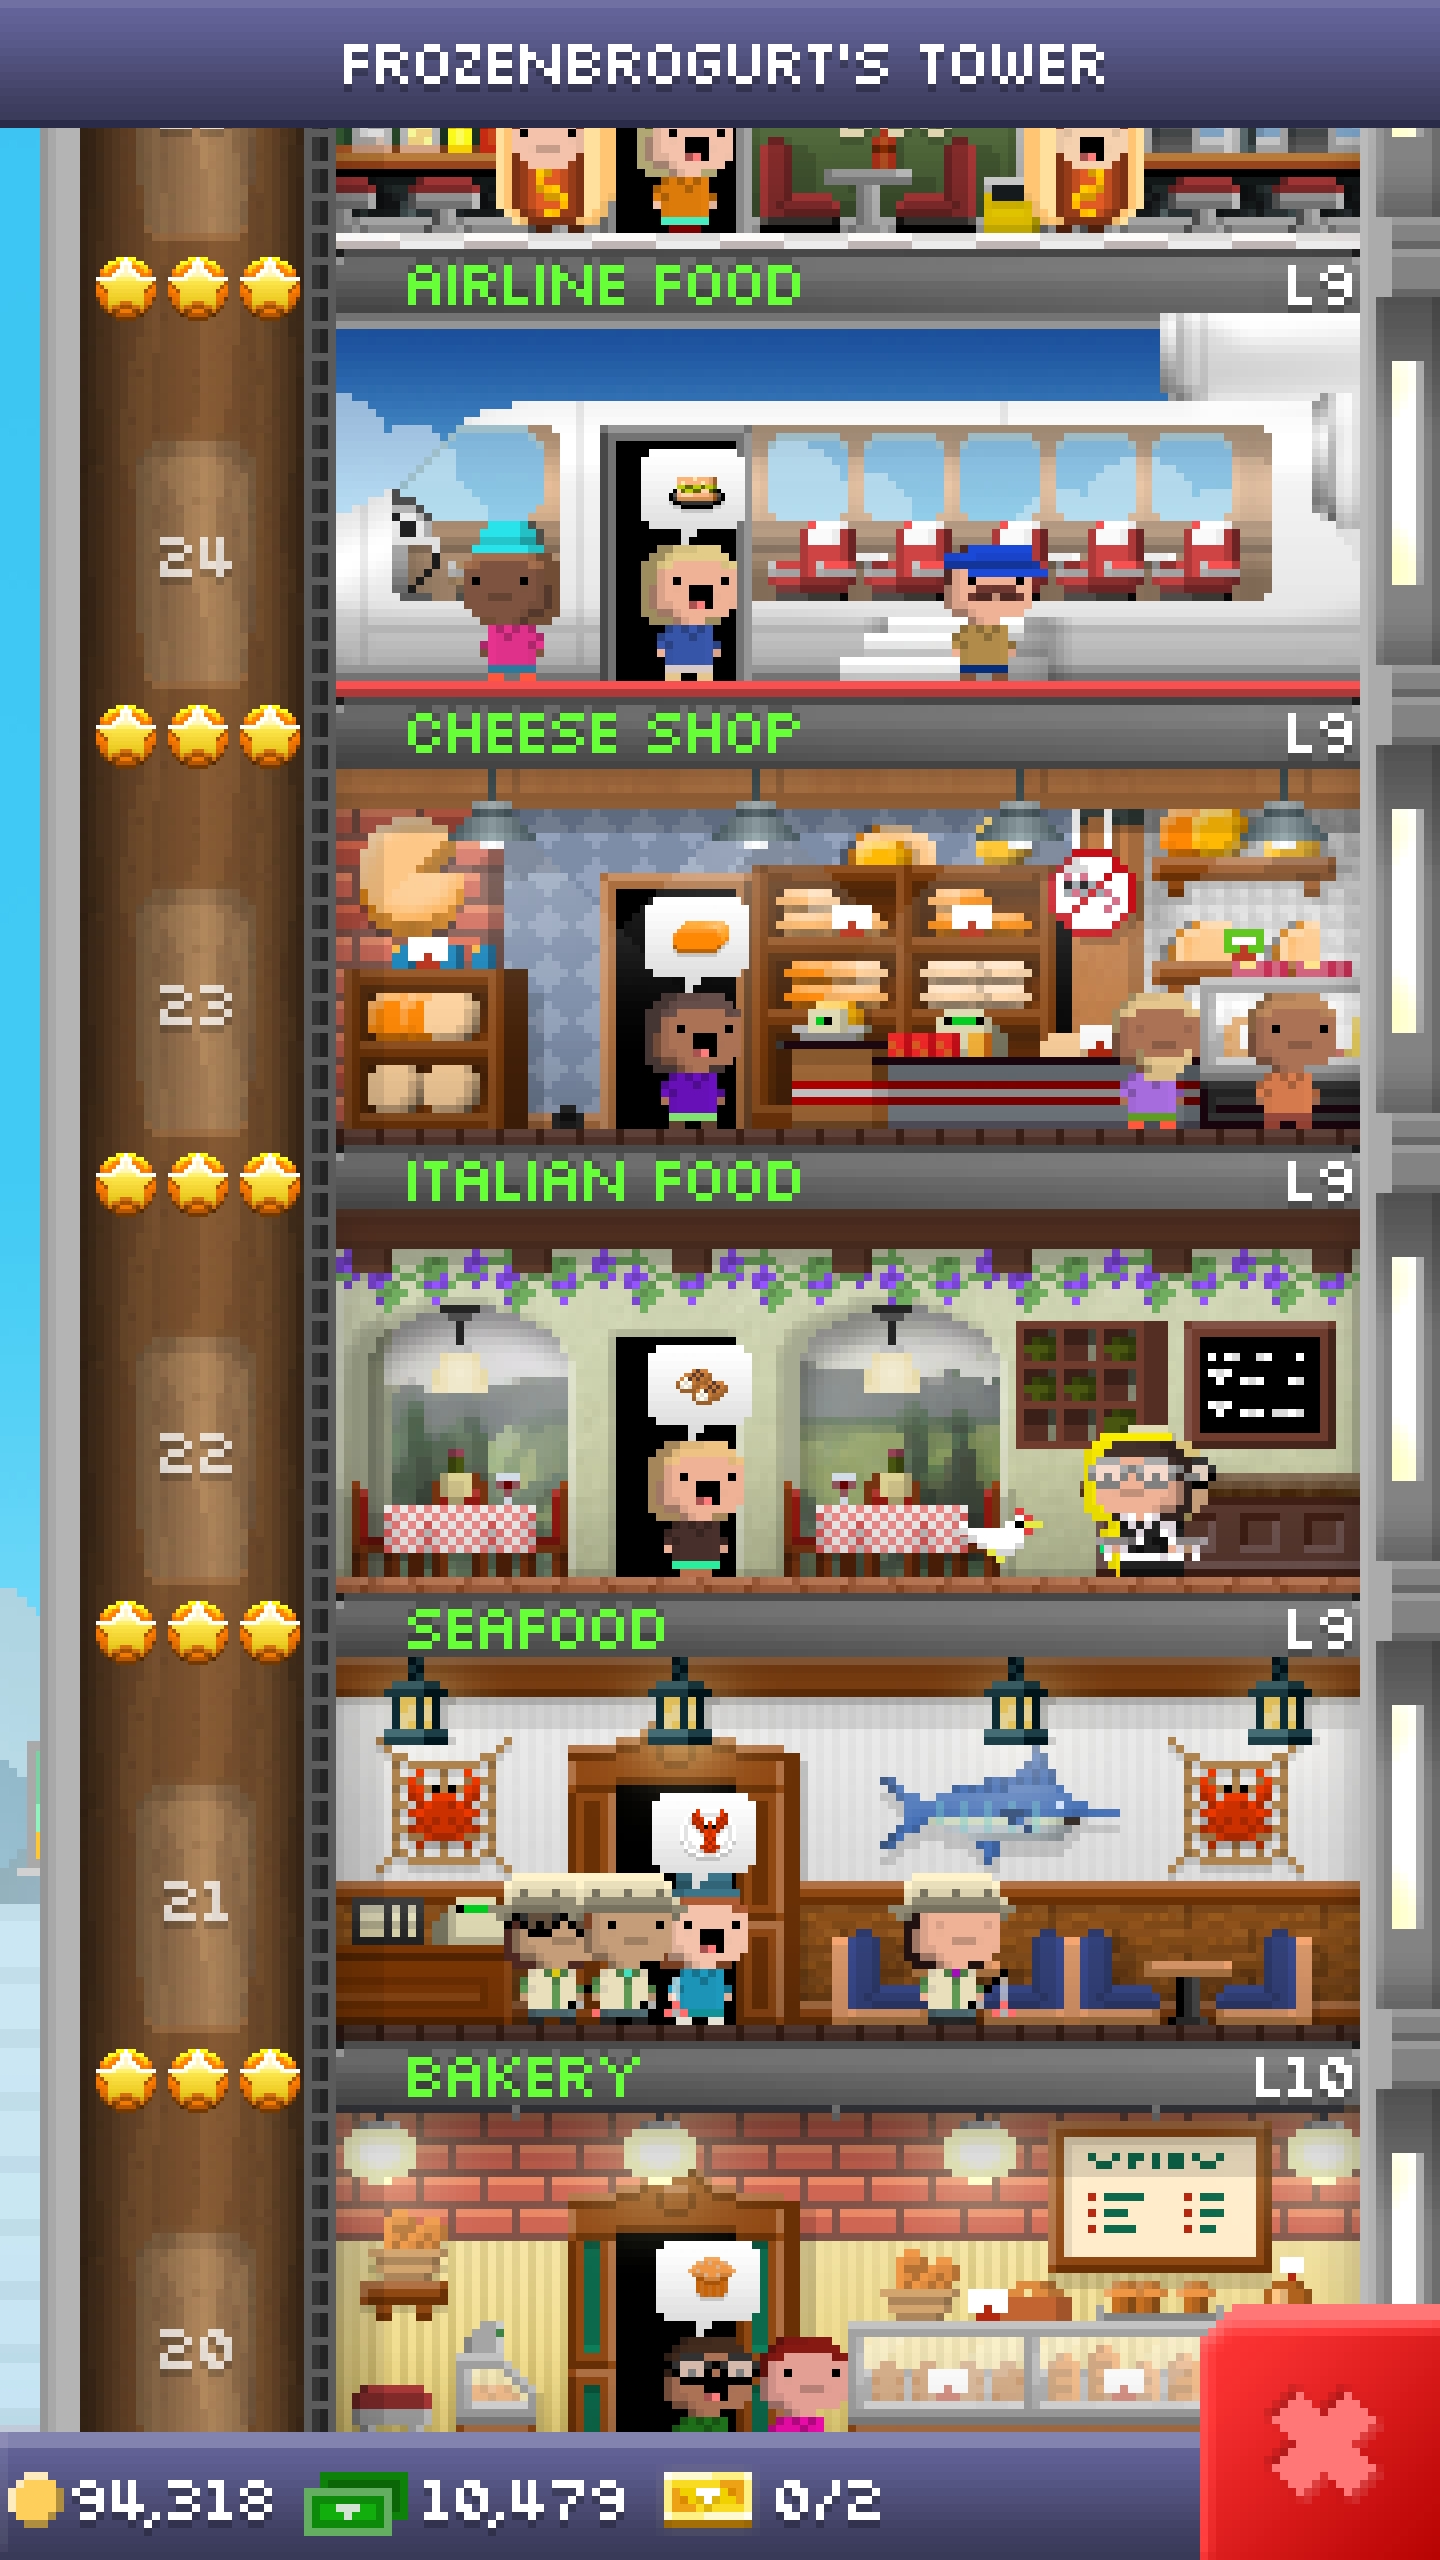 FROZENBROGURT'S TOWER
AIRLINE FOOD L9
24
CHEESE SHOP L9
23
ITALIAN FOOD L9
22
SEAFOOD L9
21
BAKERY L10
20
94,318 10,479 0/2